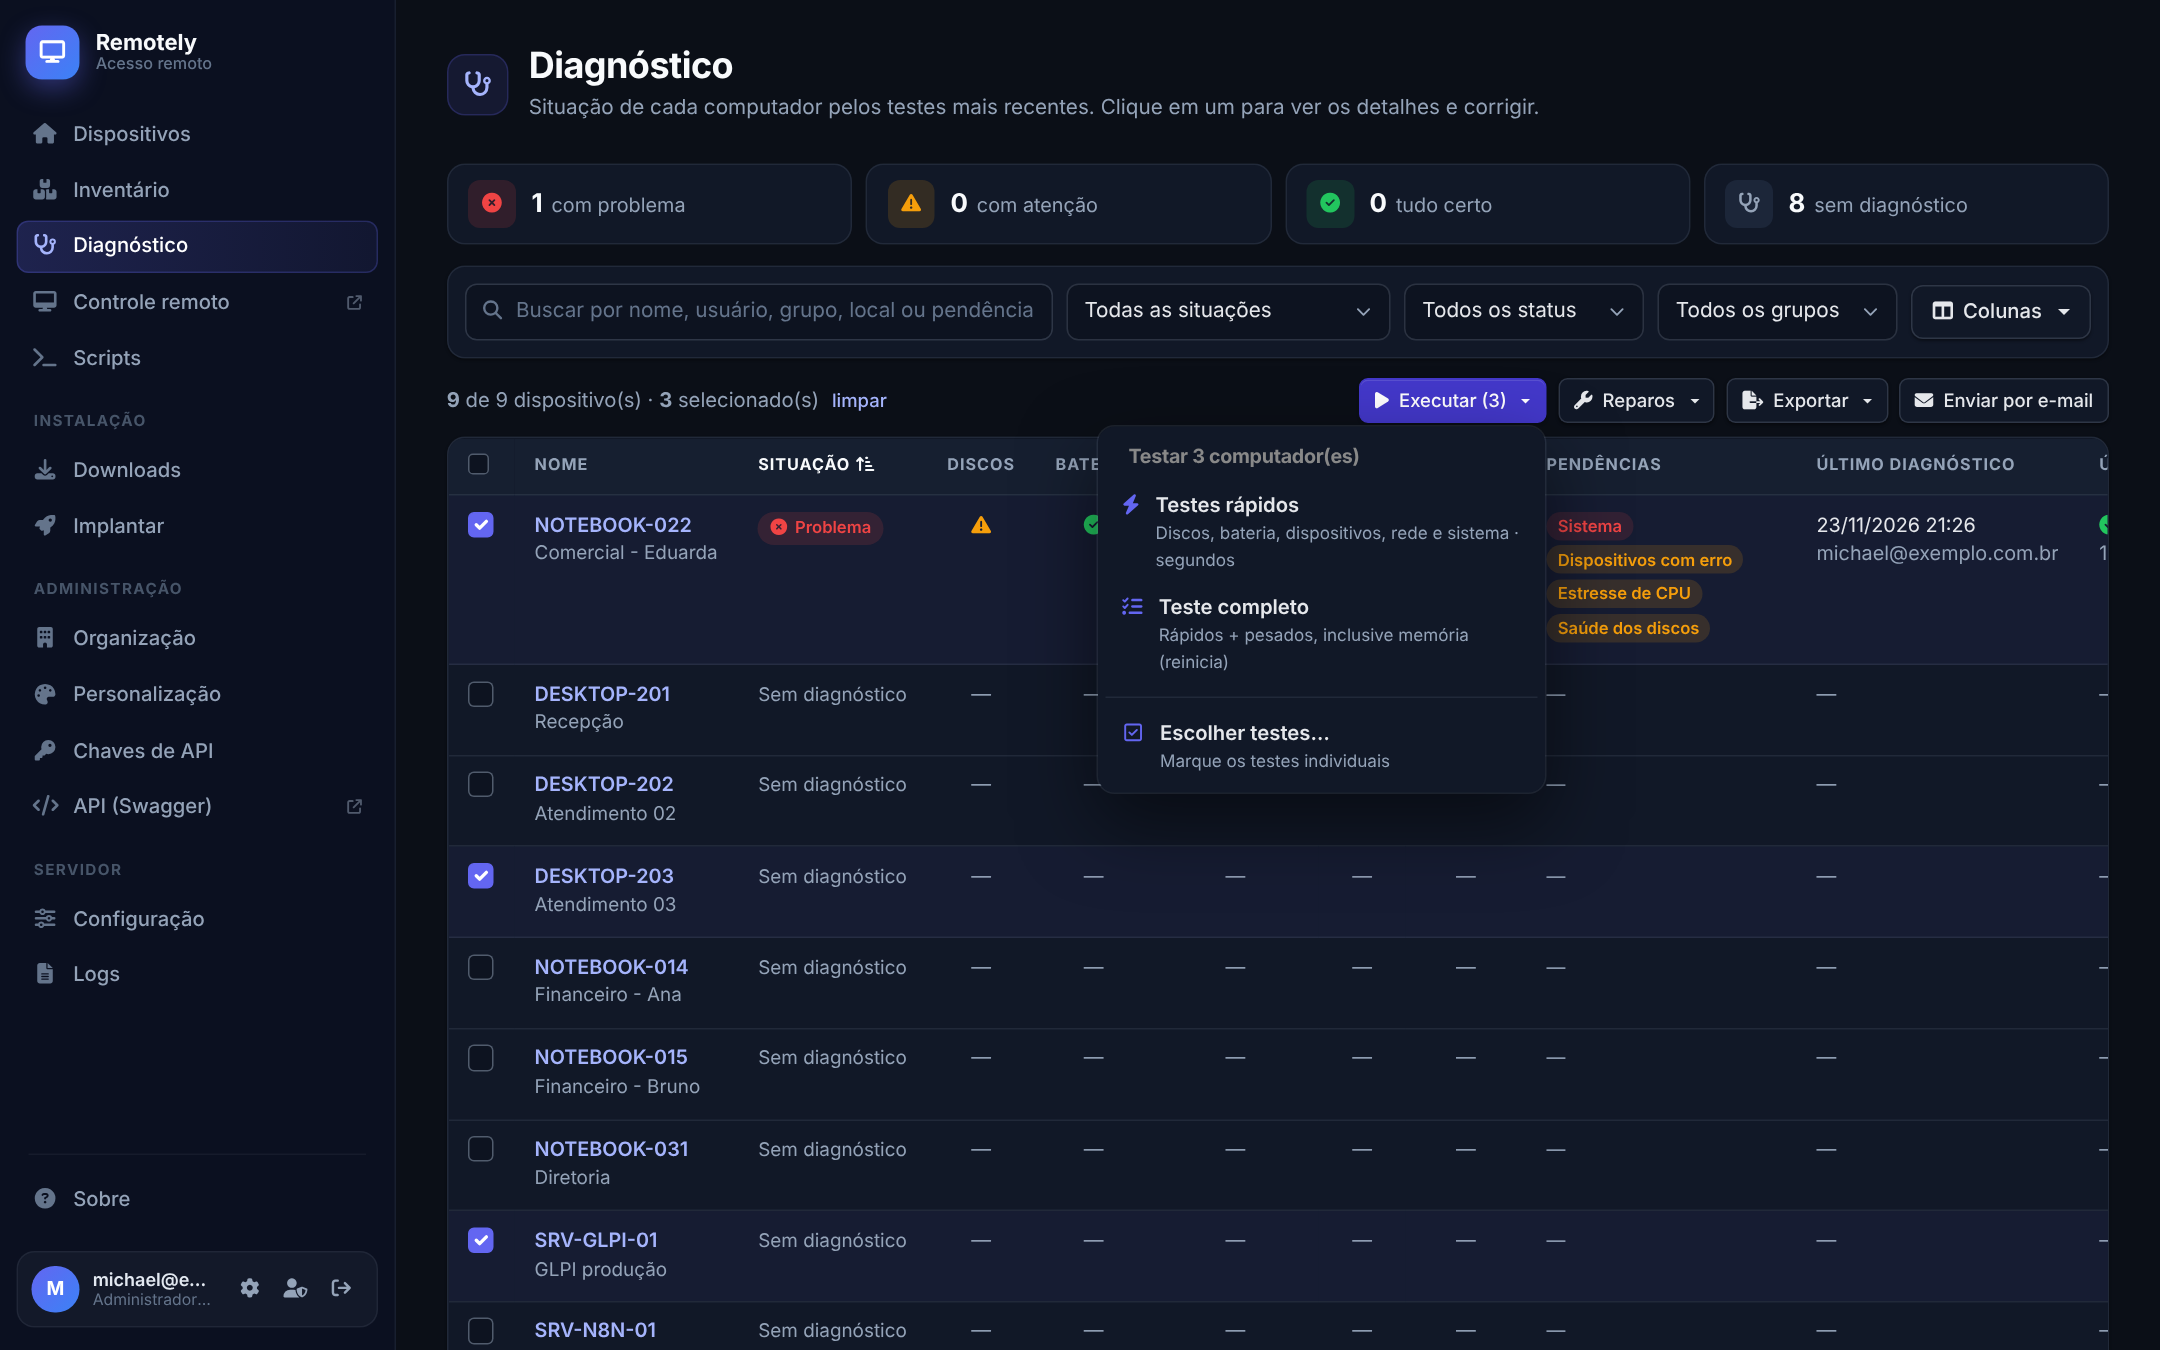 Remotely
Acesso remoto
Dispositivos
Inventário
Diagnóstico
Controle remoto
Scripts
INSTALAÇÃO
Downloads
Implantar
ADMINISTRAÇÃO
Organização
Personalização
Chaves de API
API (Swagger)
SERVIDOR
Configuração
Logs
Sobre
M
michael@e...
Administrador...
Diagnóstico
Situação de cada computador pelos testes mais recentes. Clique em um para ver os detalhes e corrigir.
1 com problema
0 com atenção
0 tudo certo
8 sem diagnóstico
Buscar por nome, usuário, grupo, local ou pendência
Todas as situações
Todos os status
Todos os grupos
Colunas
9 de 9 dispositivo(s) · 3 selecionado(s) limpar
Executar (3)
Reparos
Exportar
Enviar por e-mail
NOME SITUAÇÃO DISCOS BATE PENDÊNCIAS ÚLTIMO DIAGNÓSTICO Ú
Testar 3 computador(es)
Testes rápidos
Discos, bateria, dispositivos, rede e sistema ·
segundos
Teste completo
Rápidos + pesados, inclusive memória
(reinicia)
Escolher testes...
Marque os testes individuais
NOTEBOOK-022 Problema Sistema 23/11/2026 21:26
Comercial - Eduarda Dispositivos com erro michael@exemplo.com.br 1
Estresse de CPU
Saúde dos discos
DESKTOP-201 Sem diagnóstico — — — — —
Recepção
DESKTOP-202 Sem diagnóstico — — — — —
Atendimento 02
DESKTOP-203 Sem diagnóstico — — — — — — — —
Atendimento 03
NOTEBOOK-014 Sem diagnóstico — — — — — — — —
Financeiro - Ana
NOTEBOOK-015 Sem diagnóstico — — — — — — — —
Financeiro - Bruno
NOTEBOOK-031 Sem diagnóstico — — — — — — — —
Diretoria
SRV-GLPI-01 Sem diagnóstico — — — — — — — —
GLPI produção
SRV-N8N-01 Sem diagnóstico — — — — — — — —